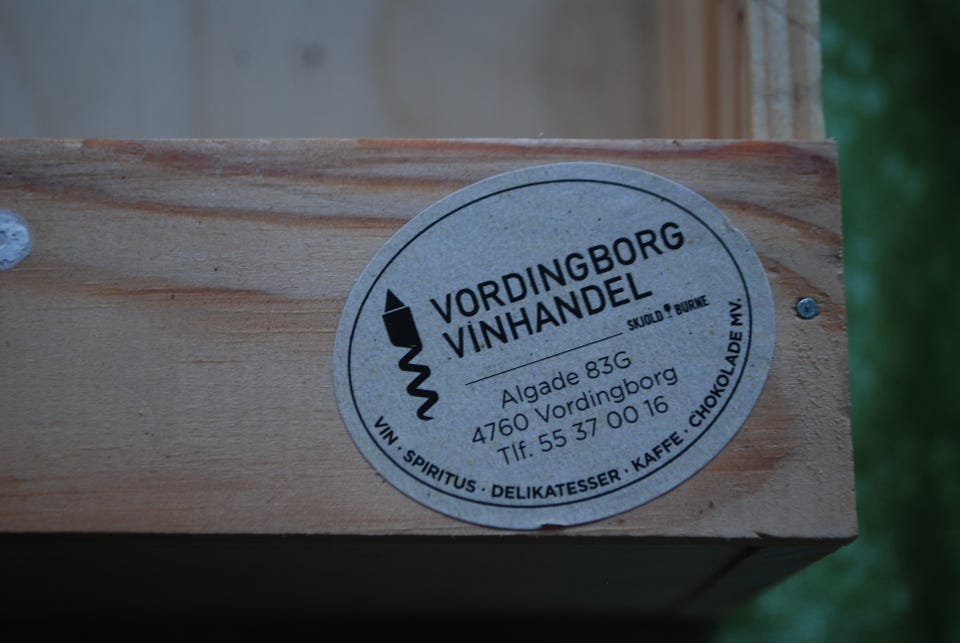 VORDINGBORG
VINHANDEL
SKJOLD BURNE
Algade 83G
4760 Vordingborg
Tlf. 55 37 00 16
VIN · SPIRITUS · DELIKATESSER · KAFFE · CHOKOLADE MV.